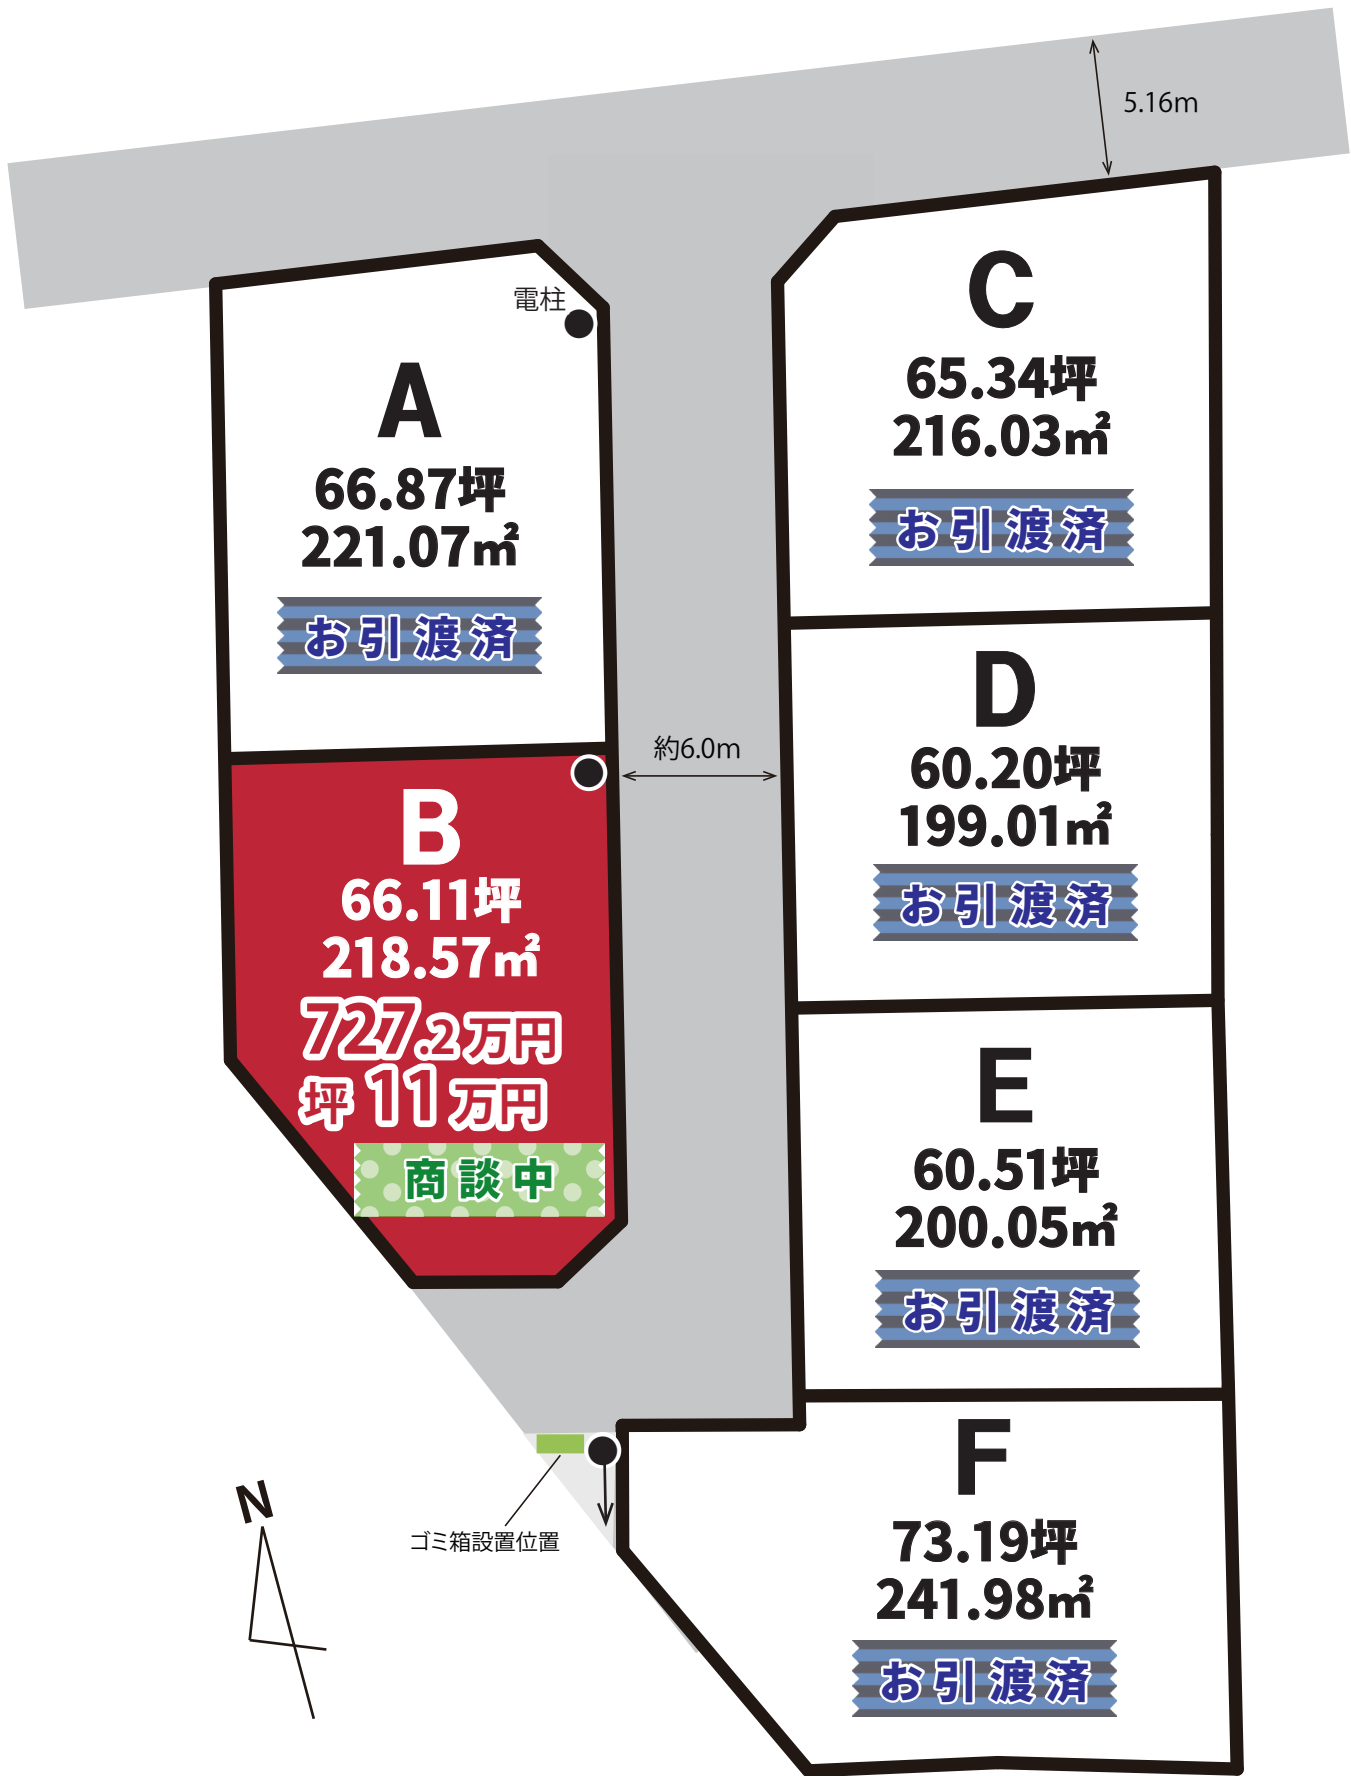 5.16m
電柱
A
66.87坪
221.07㎡
お引渡済
C
65.34坪
216.03㎡
お引渡済
約6.0m
D
60.20坪
199.01㎡
お引渡済
B
66.11坪
218.57㎡
727.2万円
坪11万円
商談中
E
60.51坪
200.05㎡
お引渡済
F
73.19坪
241.98㎡
お引渡済
ゴミ箱設置位置
N